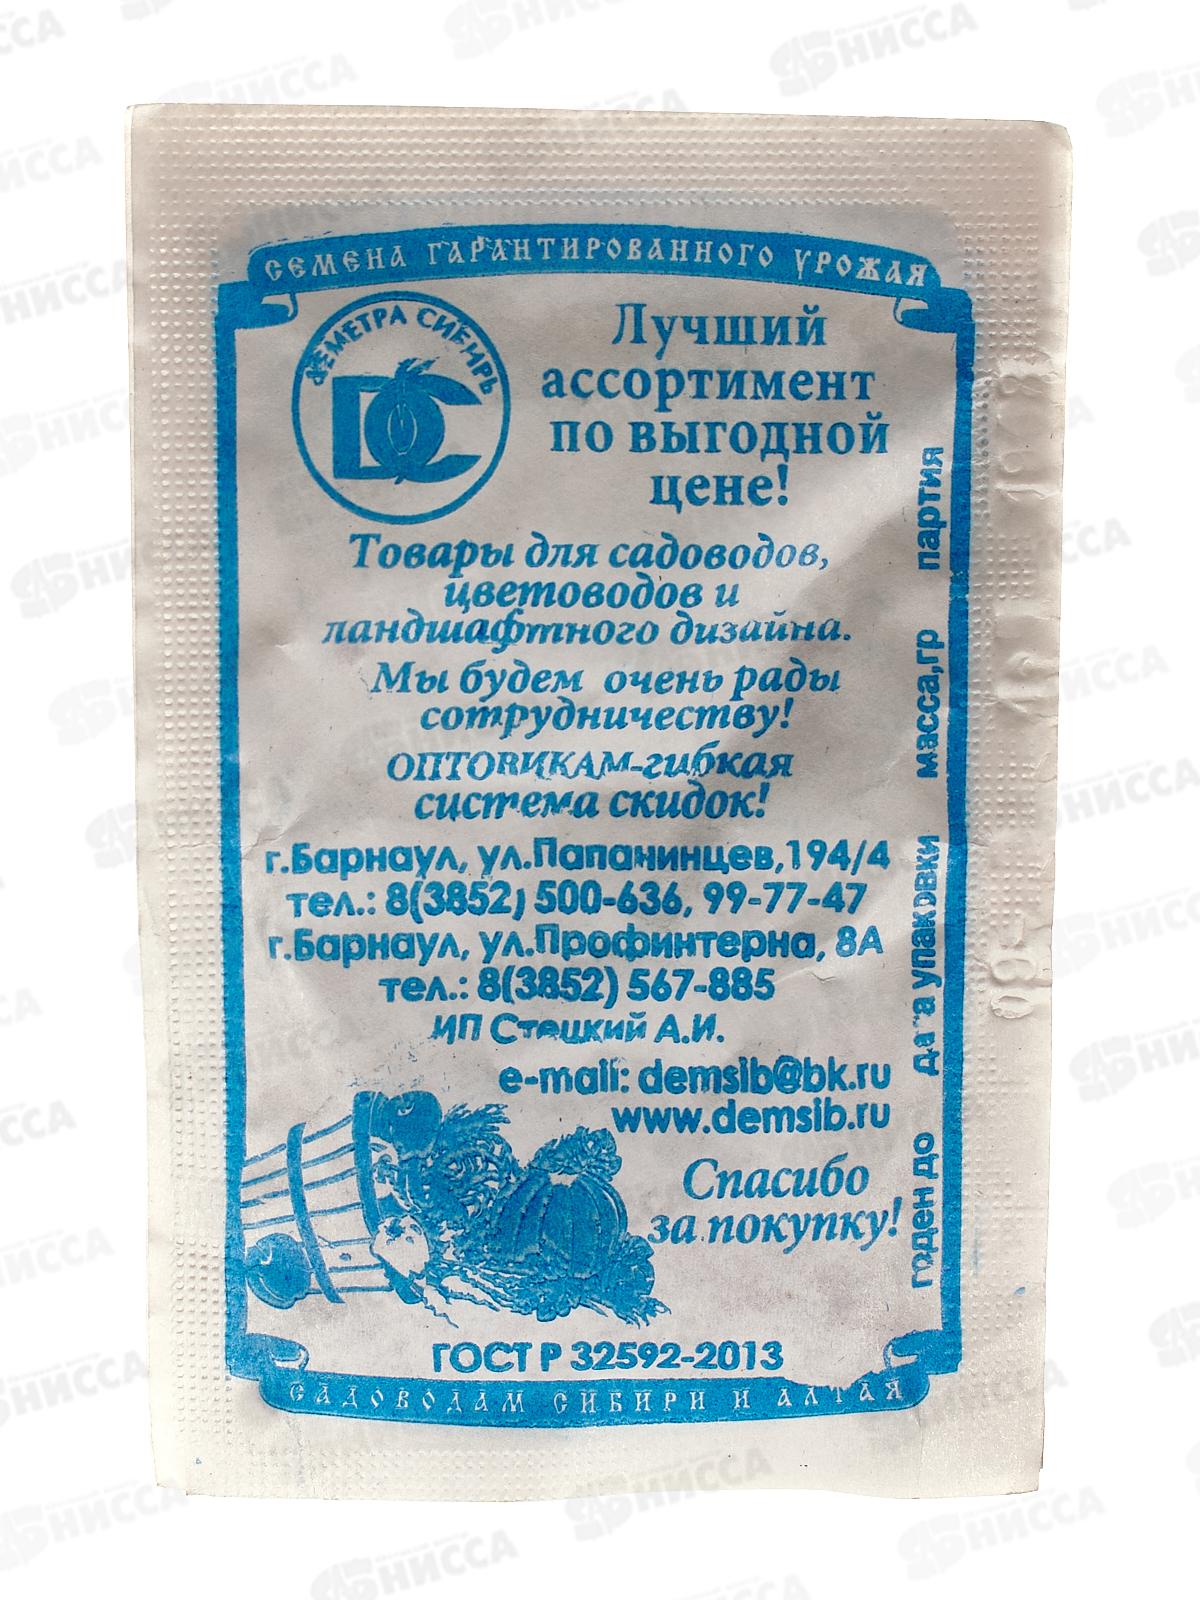 СЕМЕНА ГАРАНТИРОВАННОГО УРОЖАЯ
ДЕМЕТРА СИБИРЬ
DC
Лучший
ассортимент
по выгодной
цене!
Товары для садоводов,
цветоводов и
ландшафтного дизайна.
Мы будем очень рады
сотрудничеству!
ОПТОВИКАМ-гибкая
система скидок!
г.Барнаул, ул.Папанинцев,194/4
тел.: 8(3852) 500-636, 99-77-47
г.Барнаул, ул.Профинтерна, 8А
тел.: 8(3852) 567-885
ИП Стецкий А.И.
e-mail: demsib@bk.ru
www.demsib.ru
Спасибо
за покупку!
ГОСТ Р 32592-2013
САДОВОДАМ СИБИРИ И АЛТАЯ
годен до дата упаковки масса,гр партия
НИССА